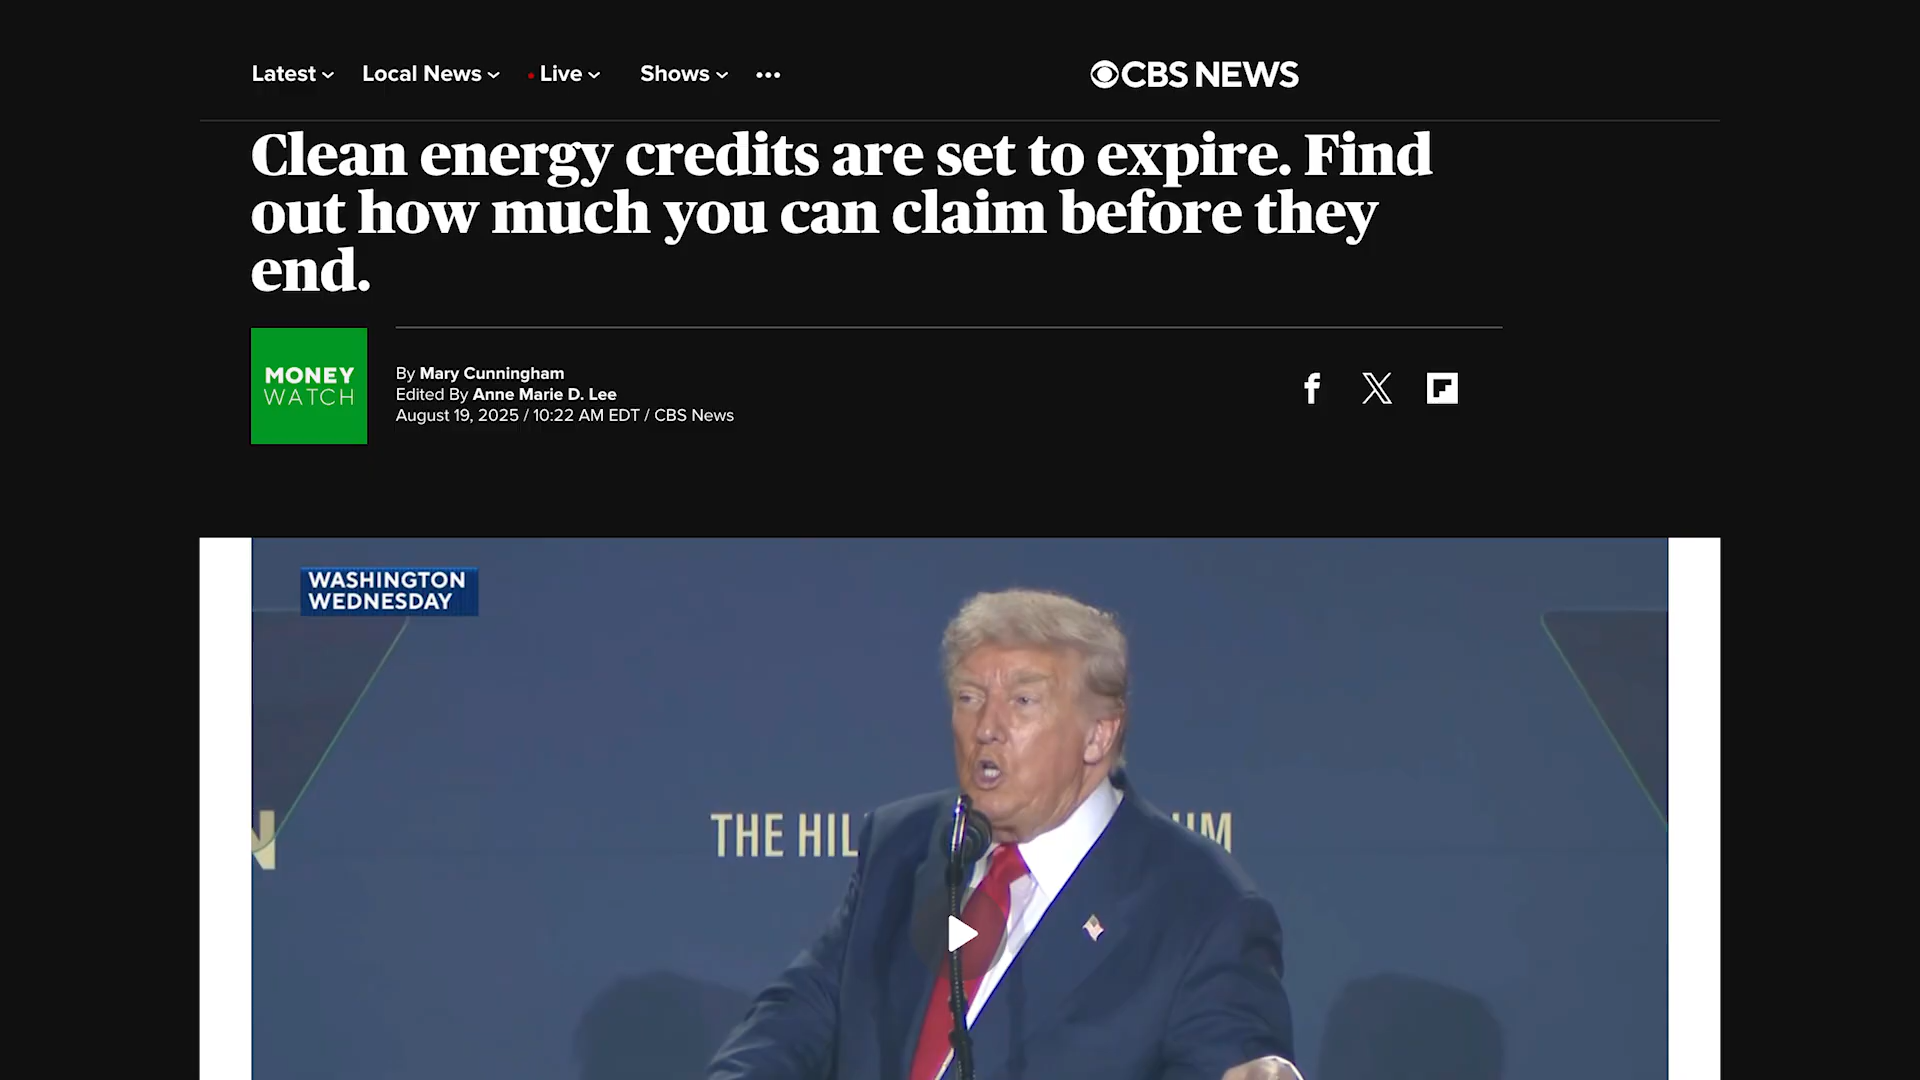 Latest
Local News
Live
Shows
CBS NEWS
Clean energy credits are set to expire. Find
out how much you can claim before they
end.
MONEY
WATCH
By Mary Cunningham
Edited By Anne Marie D. Lee
August 19, 2025 / 10:22 AM EDT / CBS News
WASHINGTON
WEDNESDAY
THE HIL
N